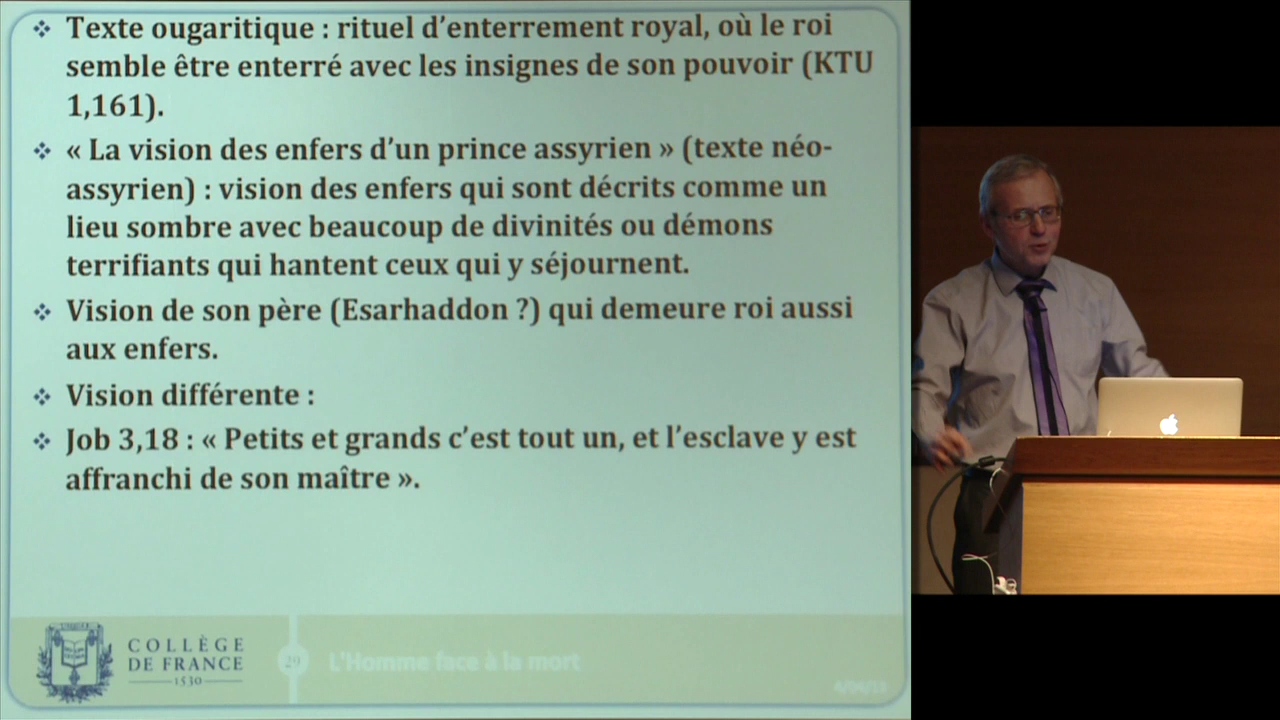 Texte ougaritique : rituel d’enterrement royal, où le roi
semble être enterré avec les insignes de son pouvoir (KTU
1,161).
« La vision des enfers d’un prince assyrien » (texte néo-
assyrien) : vision des enfers qui sont décrits comme un
lieu sombre avec beaucoup de divinités ou démons
terrifiants qui hantent ceux qui y séjournent.
Vision de son père (Esarhaddon ?) qui demeure roi aussi
aux enfers.
Vision différente :
Job 3,18 : « Petits et grands c’est tout un, et l’esclave y est
affranchi de son maître ».
COLLÈGE
DE FRANCE
1530
29
L’Homme face à la mort